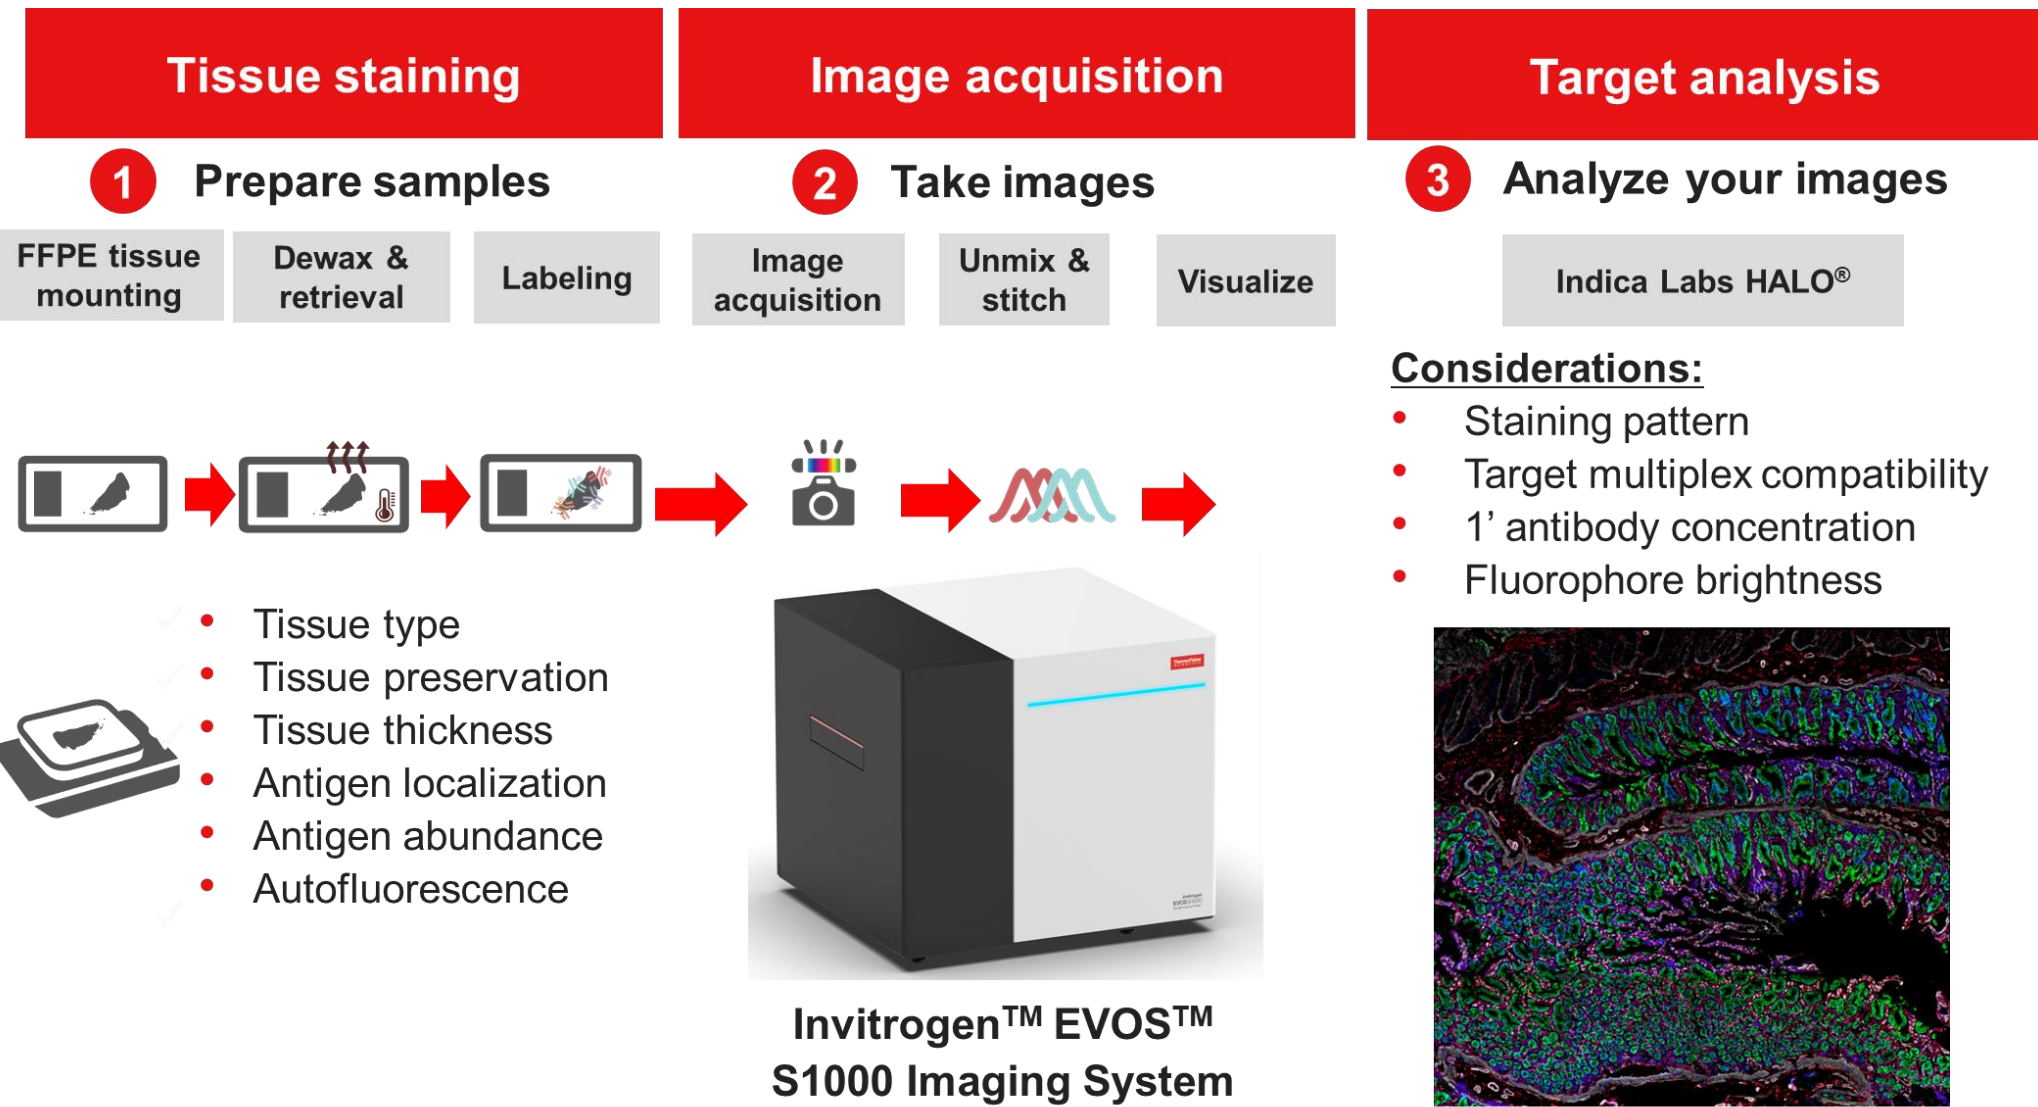 Tissue staining
Image acquisition
Target analysis
1 Prepare samples
2 Take images
3 Analyze your images
FFPE tissue
mounting
Dewax &
retrieval
Labeling
Image
acquisition
Unmix &
stitch
Visualize
Indica Labs HALO®
Considerations:
• Staining pattern
• Target multiplex compatibility
• 1’ antibody concentration
• Fluorophore brightness
• Tissue type
• Tissue preservation
• Tissue thickness
• Antigen localization
• Antigen abundance
• Autofluorescence
ThermoFisher
SCIENTIFIC
invitrogen
Invitrogen™ EVOS™
S1000 Imaging System